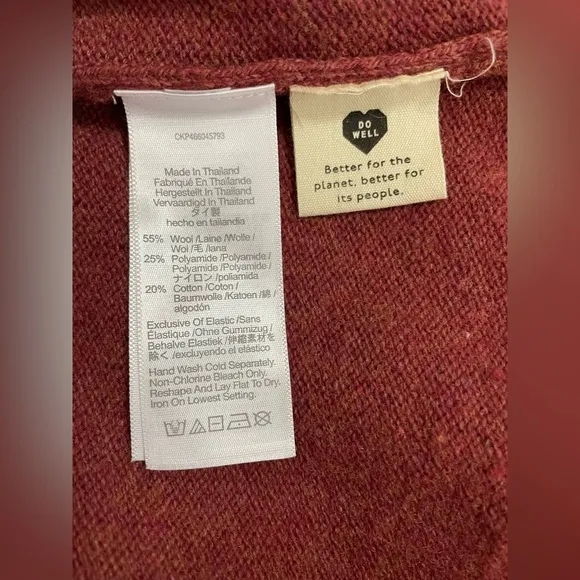 CKP466045793
Made In Thailand
Fabriqué En Thaïlande
Hergestellt In Thailand
Vervaardigd In Thailand
タイ製
hecho en tailandia
55% Wool /Laine /Wolle /
Wol /毛 /lana
25% Polyamide /Polyamide /
Polyamide /Polyamide /
ナイロン /poliamida
20% Cotton /Coton /
Baumwolle /Katoen /綿 /
algodón
Exclusive Of Elastic /Sans
Élastique /Ohne Gummizug /
Behalve Elastiek /伸縮素材を
除く /excluyendo el elástico
Hand Wash Cold Separately.
Non-Chlorine Bleach Only.
Reshape And Lay Flat To Dry.
Iron On Lowest Setting.
DO
WELL
Better for the
planet, better for
its people.